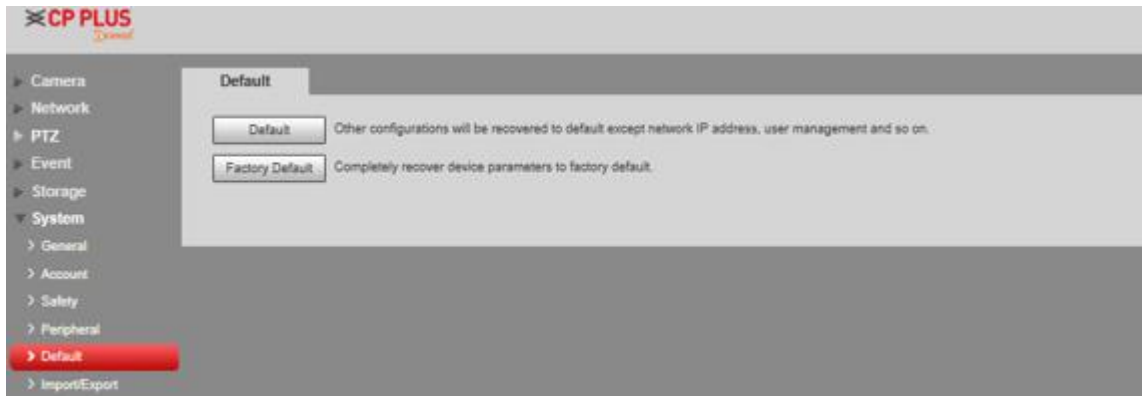 CP PLUS
Camera
Network
PTZ
Event
Storage
System
General
Account
Safety
Peripheral
Default
Import/Export
Default
Default Other configurations will be recovered to default except network IP address, user management and so on.
Factory Default Completely recover device parameters to factory default.